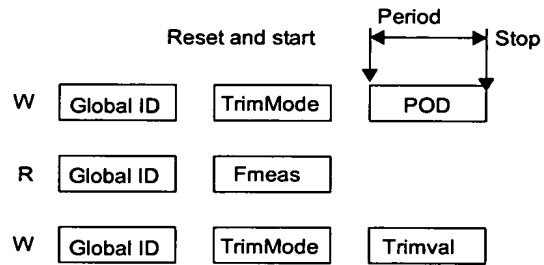 Period
Reset and start
Stop
W Global ID TrimMode POD
R Global ID Fmeas
W Global ID TrimMode Trimval